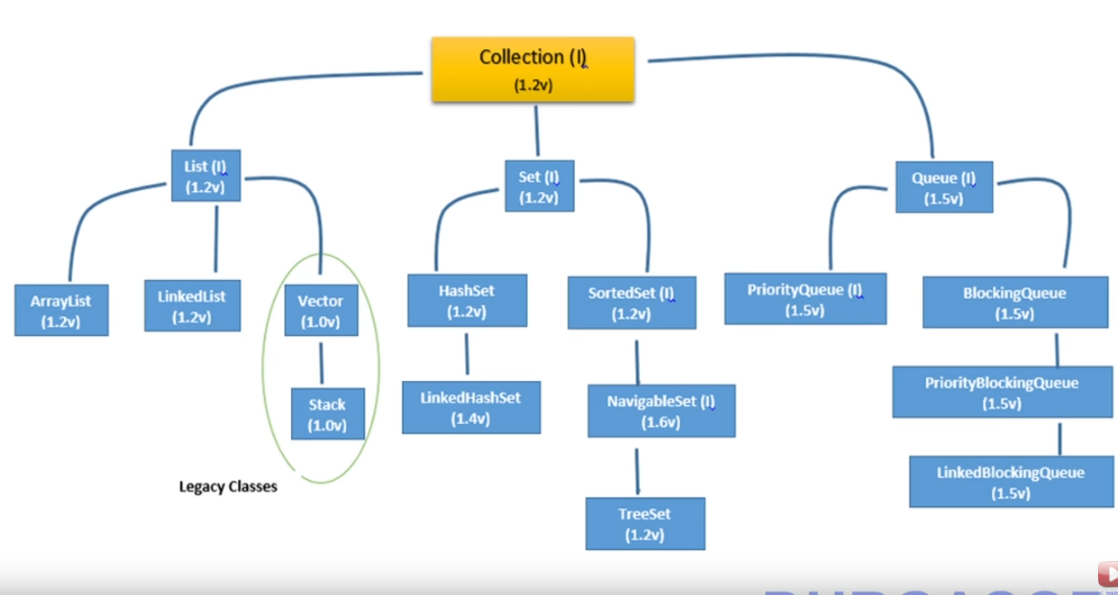 Collection (I)
(1.2v)
List (I)
(1.2v)
Set (I)
(1.2v)
Queue (I)
(1.5v)
ArrayList
(1.2v)
LinkedList
(1.2v)
Vector
(1.0v)
HashSet
(1.2v)
SortedSet (I)
(1.2v)
PriorityQueue (I)
(1.5v)
BlockingQueue
(1.5v)
Stack
(1.0v)
LinkedHashSet
(1.4v)
NavigableSet (I)
(1.6v)
PriorityBlockingQueue
(1.5v)
Legacy Classes
TreeSet
(1.2v)
LinkedBlockingQueue
(1.5v)